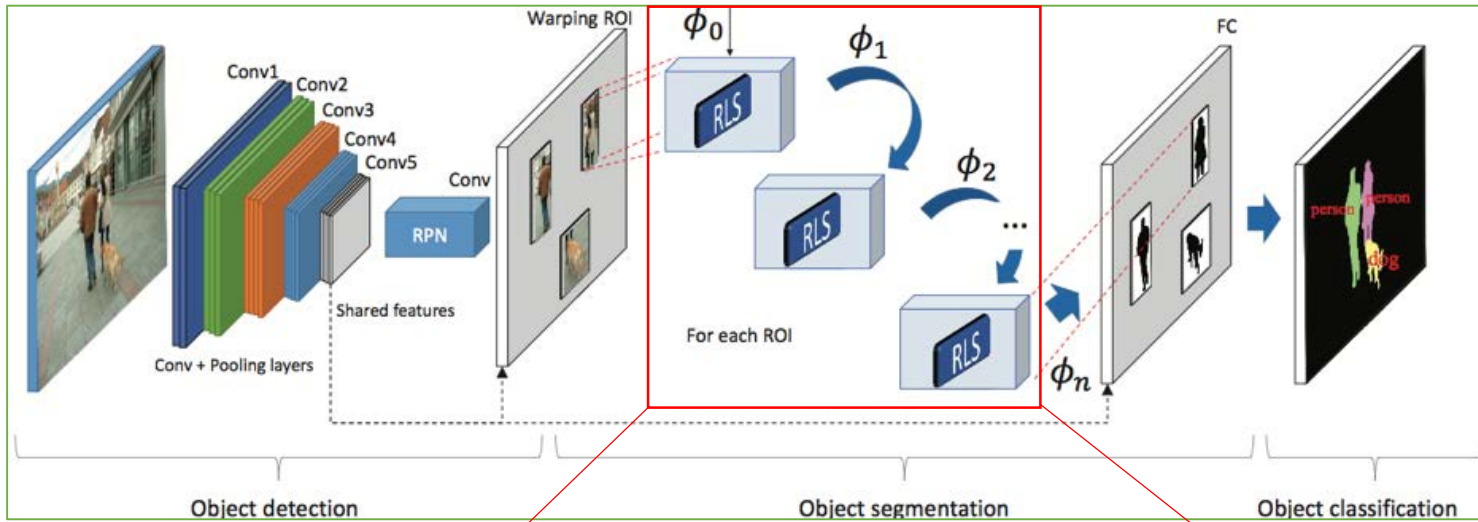 Warping ROI
ϕ₀
ϕ₁
FC
Conv1
Conv2
Conv3
Conv4
Conv5
RLS
Conv
RPN
ϕ₂
RLS
...
person
person
dog
Shared features
For each ROI
RLS
Conv + Pooling layers
ϕₙ
Object detection
Object segmentation
Object classification